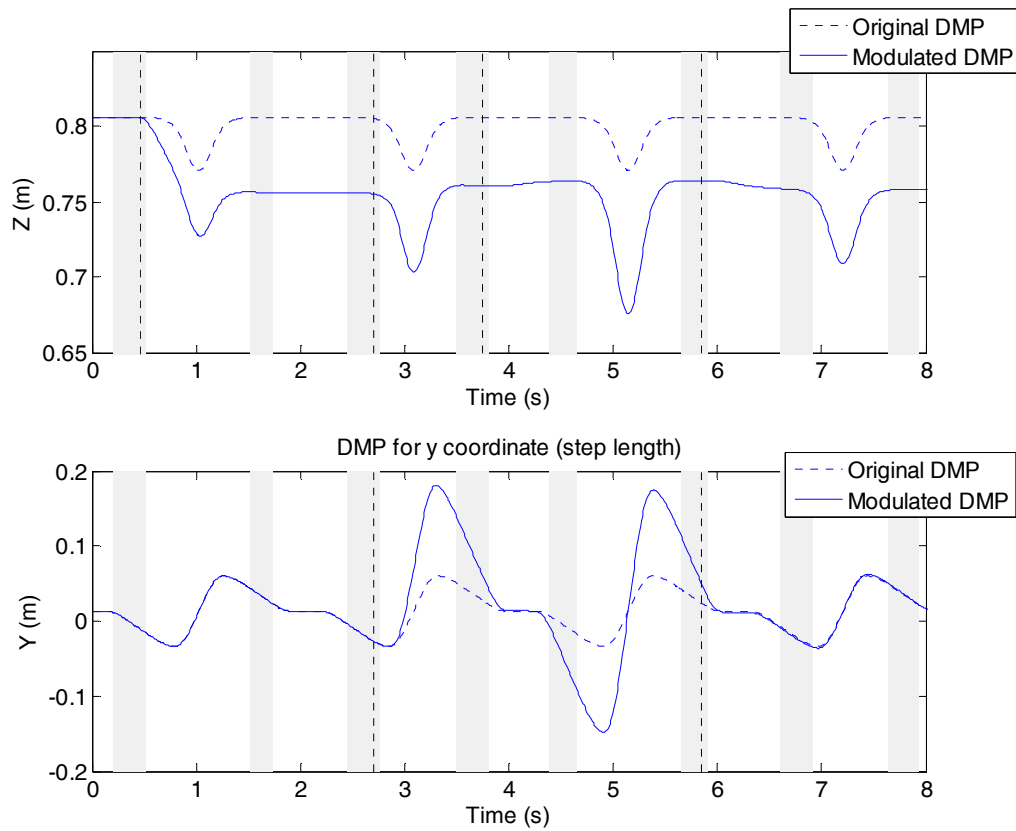 Original DMP
Modulated DMP
0.8
0.75
0.7
0.65
Z (m)
0 1 2 3 4 5 6 7 8
Time (s)
DMP for y coordinate (step length)
Original DMP
Modulated DMP
0.2
0.1
0
-0.1
-0.2
Y (m)
0 1 2 3 4 5 6 7 8
Time (s)